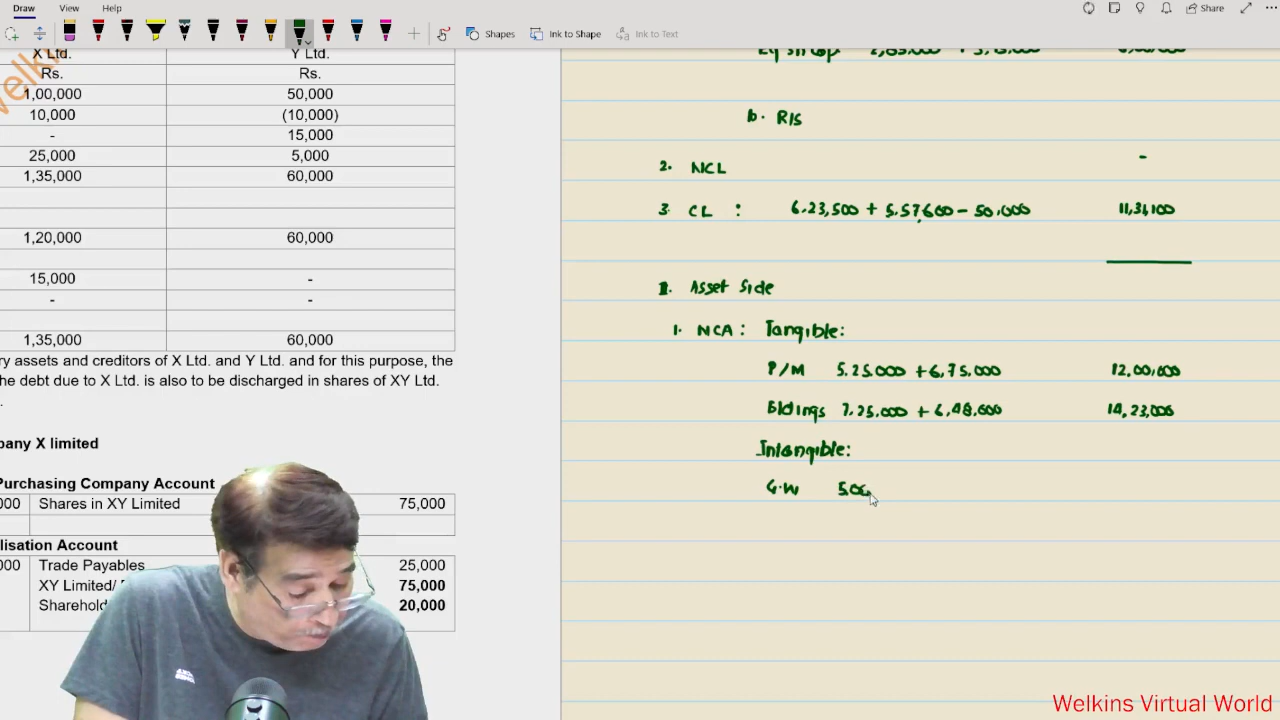 Draw View Help Share
Shapes Ink to Shape Ink to Text
X Ltd. Y Ltd.
Rs. Rs.
1,00,000 50,000
10,000 (10,000)
- 15,000
25,000 5,000
1,35,000 60,000
1,20,000 60,000
15,000 -
- -
1,35,000 60,000
ry assets and creditors of X Ltd. and Y Ltd. and for this purpose, the
he debt due to X Ltd. is also to be discharged in shares of XY Ltd.
mpany X limited
Purchasing Company Account
000 Shares in XY Limited 75,000
lisation Account
000 Trade Payables 25,000
XY Limited/ 75,000
Sharehold 20,000
b. R/S
2. NCL -
3. CL : 6.23,500 + 5.57,600 - 50,000 11,31,100
II. Asset Side
1. NCA : Tangible:
P/M 5.25.000 + 6,75.000 12,00,000
Bldings 7.25.000 + 6,98.000 14,23,000
Intangible:
G.W 5.00
Welkins Virtual World